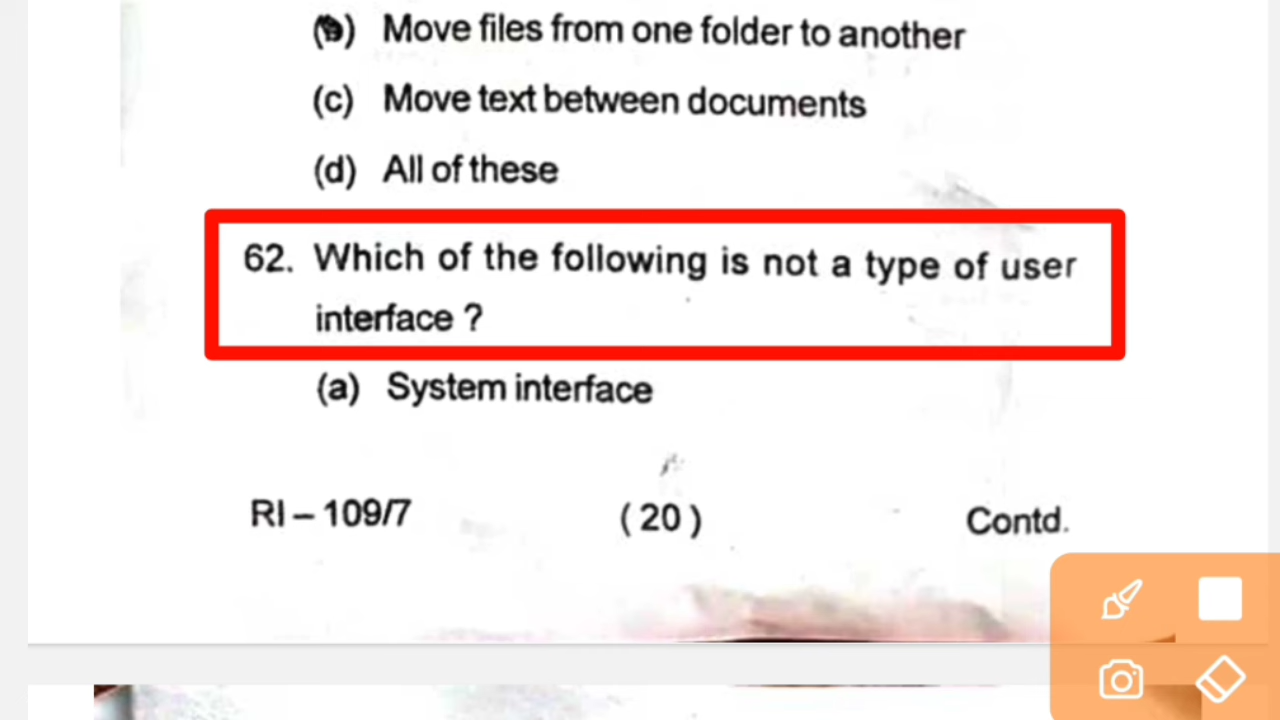 (b) Move files from one folder to another
(c) Move text between documents
(d) All of these
62. Which of the following is not a type of user
interface ?
(a) System interface
RI – 109/7 (20) Contd.